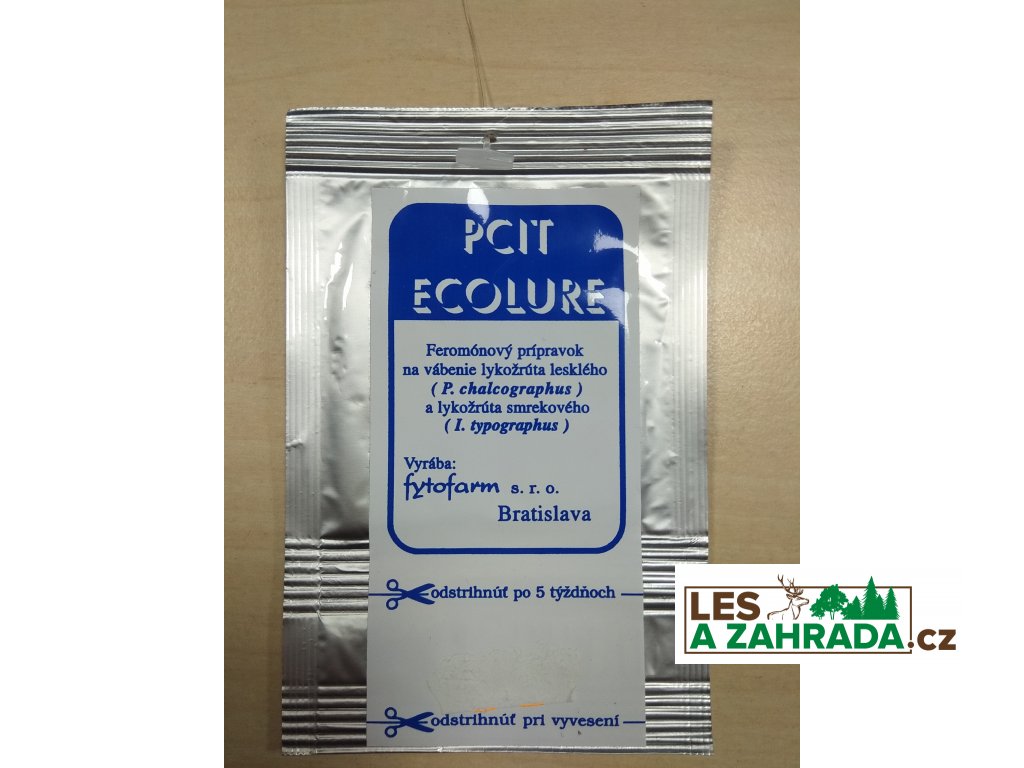 PCIT
ECOLURE
Feromónový prípravok
na vábenie lykožrúta lesklého
( P. chalcographus )
a lykožrúta smrekového
( I. typographus )
Vyrába:
fytofarm s. r. o.
Bratislava
odstrihnúť po 5 týždňoch
odstrihnúť pri vyvesení
LES
A ZAHRADA.cz